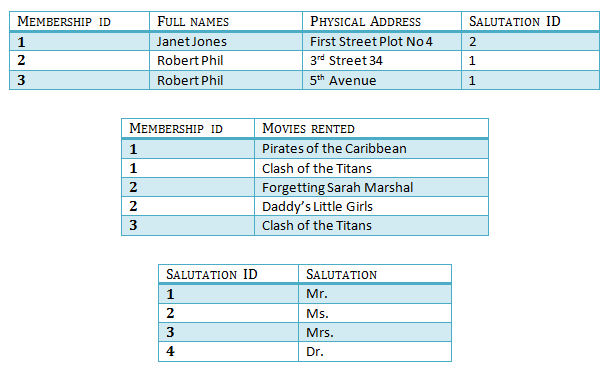 MEMBERSHIP ID FULL NAMES PHYSICAL ADDRESS SALUTATION ID
1 Janet Jones First Street Plot No 4 2
2 Robert Phil 3rd Street 34 1
3 Robert Phil 5th Avenue 1
MEMBERSHIP ID MOVIES RENTED
1 Pirates of the Caribbean
1 Clash of the Titans
2 Forgetting Sarah Marshal
2 Daddy's Little Girls
3 Clash of the Titans
SALUTATION ID SALUTATION
1 Mr.
2 Ms.
3 Mrs.
4 Dr.